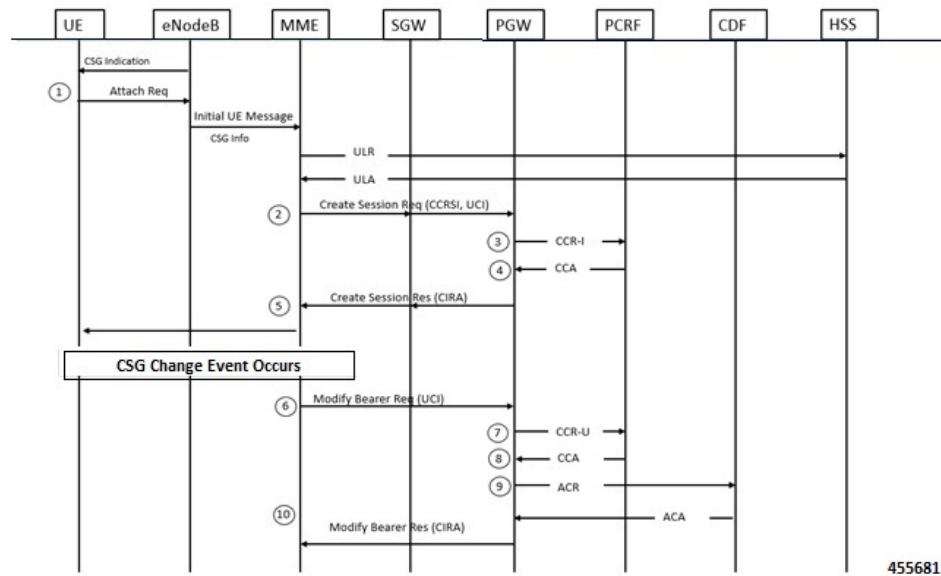 UE eNodeB MME SGW PGW PCRF CDF HSS
CSG Indication
1 Attach Req
Initial UE Message
CSG Info
ULR
ULA
2 Create Session Req (CCRSI, UCI)
3 CCR-I
4 CCA
5 Create Session Res (CIRA)
CSG Change Event Occurs
6 Modify Bearer Req (UCI)
7 CCR-U
8 CCA
9 ACR
10 ACA
Modify Bearer Res (CIRA)
455681